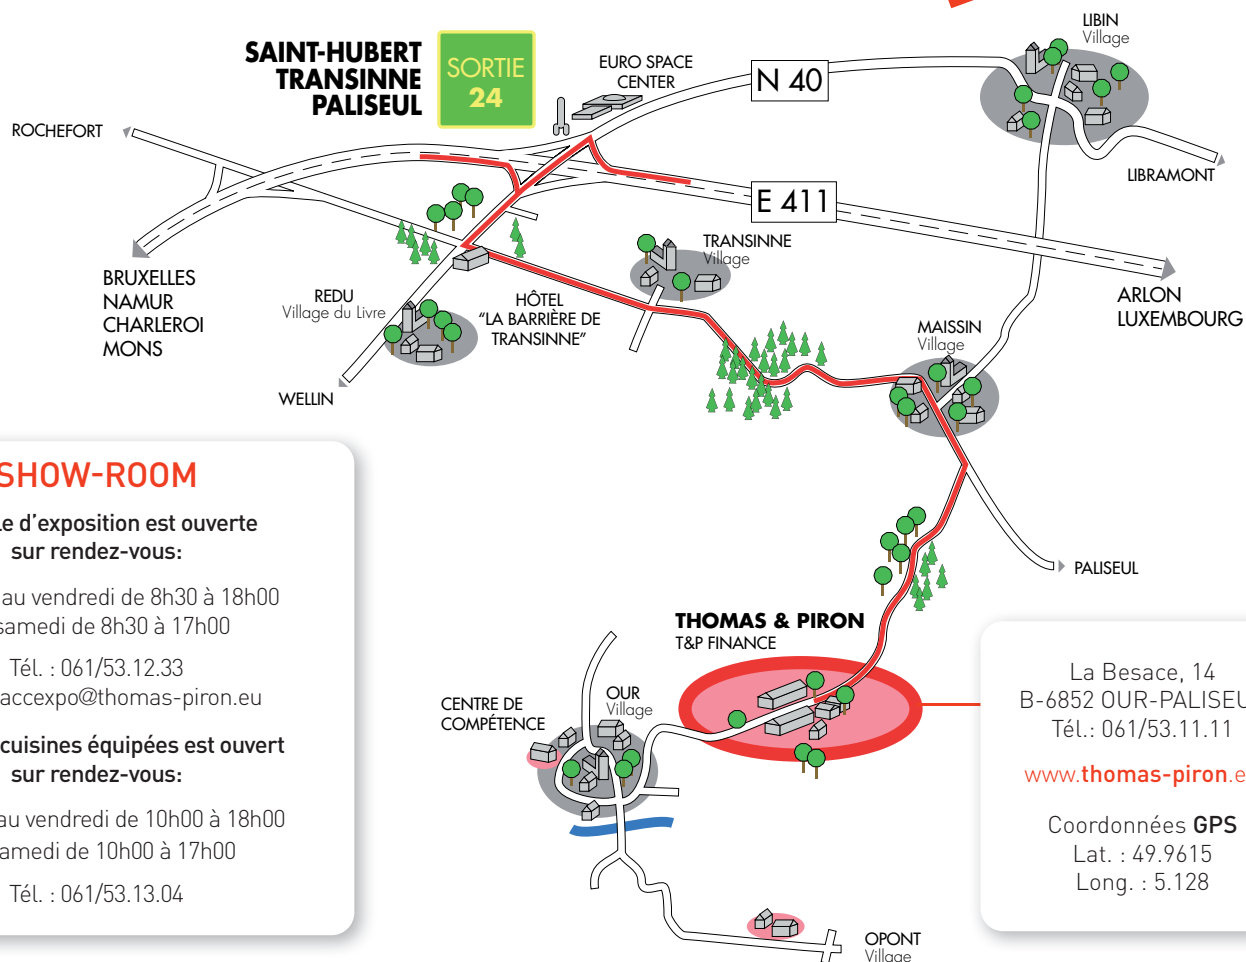 LIBIN
Village
SAINT-HUBERT
TRANSINNE
PALISEUL
SORTIE
24
EURO SPACE
CENTER
N 40
ROCHEFORT
LIBRAMONT
E 411
TRANSINNE
Village
BRUXELLES
NAMUR
CHARLEROI
MONS
REDU
Village du Livre
HÔTEL
“LA BARRIÈRE DE
TRANSINNE”
ARLON
LUXEMBOURG
MAISSIN
Village
WELLIN
SHOW-ROOM
e d’exposition est ouverte
sur rendez-vous:
au vendredi de 8h30 à 18h00
samedi de 8h30 à 17h00
Tél. : 061/53.12.33
accexpo@thomas-piron.eu
cuisines équipées est ouvert
sur rendez-vous:
au vendredi de 10h00 à 18h00
amedi de 10h00 à 17h00
Tél. : 061/53.13.04
PALISEUL
THOMAS & PIRON
T&P FINANCE
CENTRE DE
COMPÉTENCE
OUR
Village
La Besace, 14
B-6852 OUR-PALISEU
Tél.: 061/53.11.11
www.thomas-piron.e
Coordonnées GPS
Lat. : 49.9615
Long. : 5.128
OPONT
Village